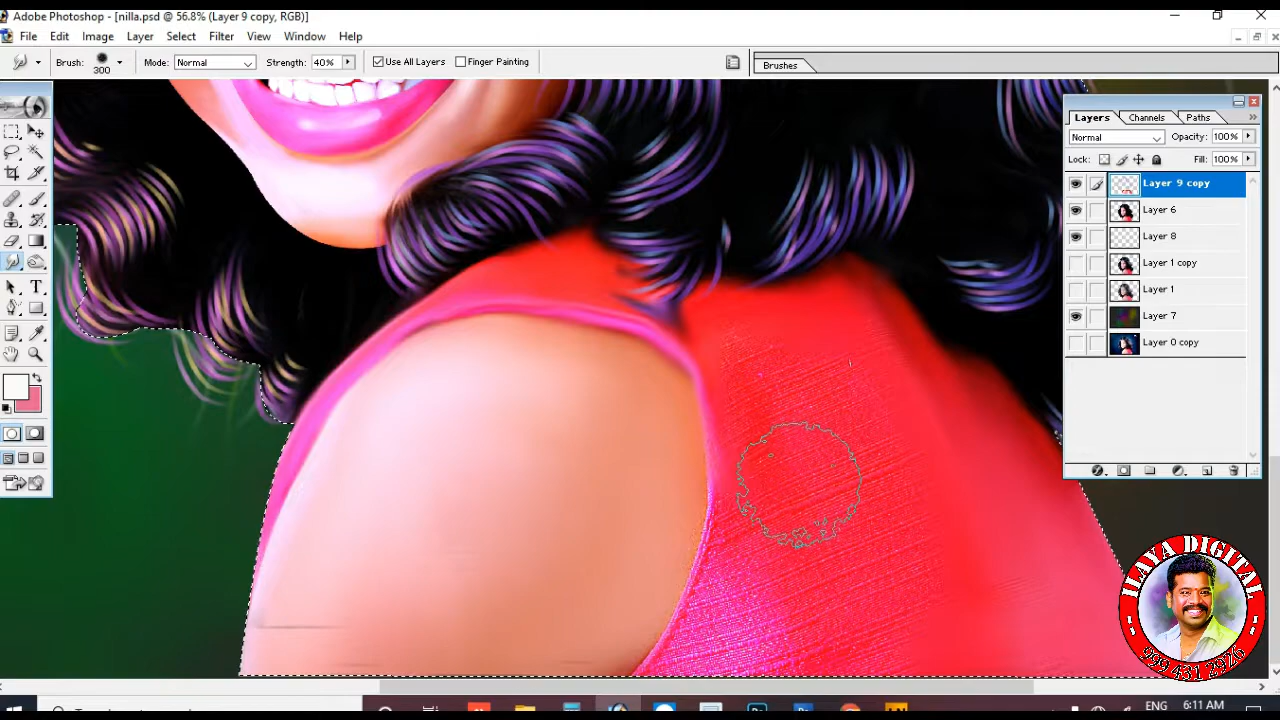 Adobe Photoshop - [nilla.psd @ 56.8% (Layer 9 copy, RGB)]
File Edit Image Layer Select Filter View Window Help
Brush: 300 Mode: Normal Strength: 40% Use All Layers Finger Painting Brushes
Layers Channels Paths
Normal Opacity: 100%
Lock: Fill: 100%
Layer 9 copy
Layer 6
Layer 8
Layer 1 copy
Layer 1
Layer 7
Layer 0 copy
ILAYA DIGITAL
999 431 2926
ENG 6:11 AM